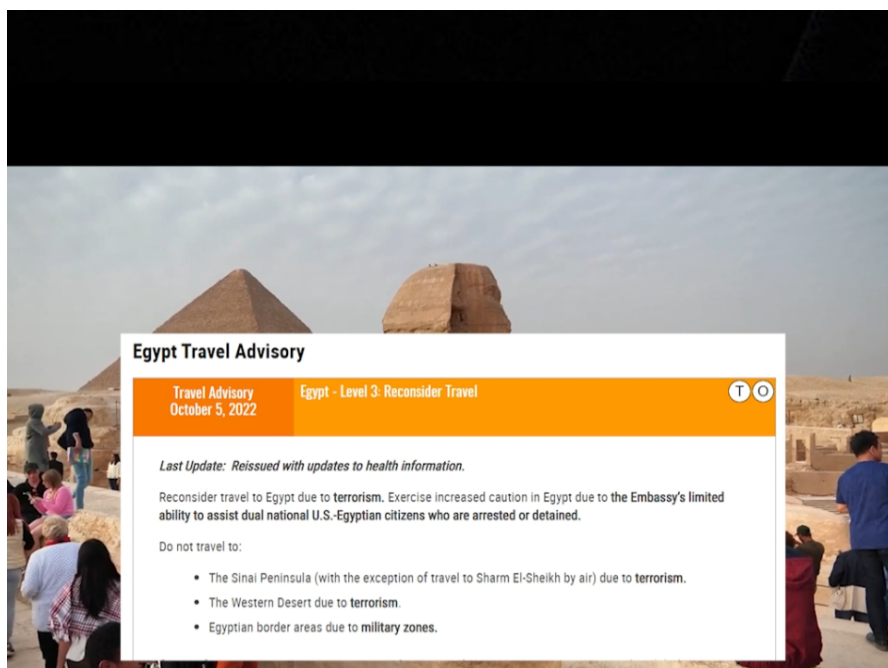 Egypt Travel Advisory
Travel Advisory
October 5, 2022
Egypt - Level 3: Reconsider Travel
T O
Last Update: Reissued with updates to health information.
Reconsider travel to Egypt due to terrorism. Exercise increased caution in Egypt due to the Embassy's limited
ability to assist dual national U.S.-Egyptian citizens who are arrested or detained.
Do not travel to:
• The Sinai Peninsula (with the exception of travel to Sharm El-Sheikh by air) due to terrorism.
• The Western Desert due to terrorism.
• Egyptian border areas due to military zones.